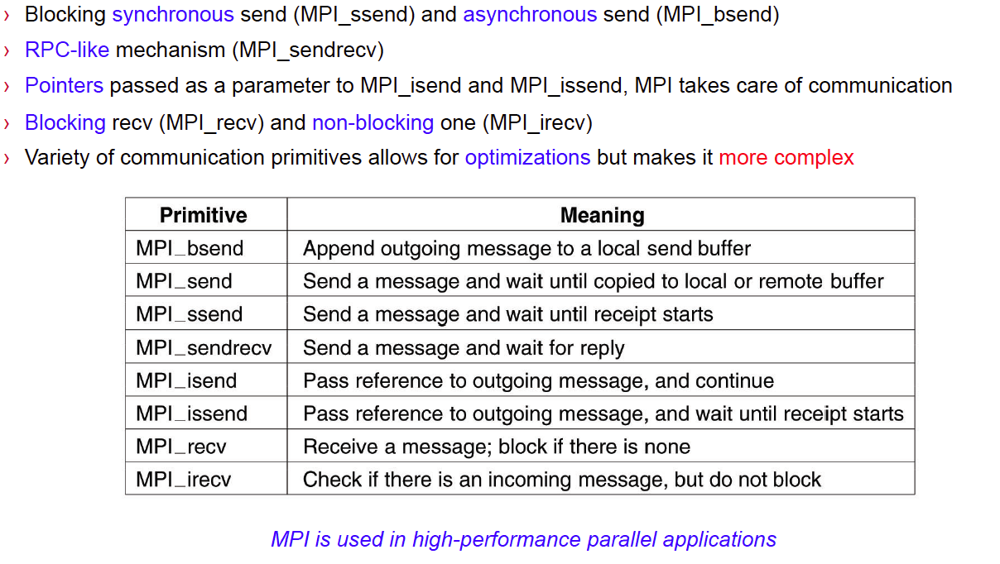 › Blocking synchronous send (MPI_ssend) and asynchronous send (MPI_bsend)
› RPC-like mechanism (MPI_sendrecv)
› Pointers passed as a parameter to MPI_isend and MPI_issend, MPI takes care of communication
› Blocking recv (MPI_recv) and non-blocking one (MPI_irecv)
› Variety of communication primitives allows for optimizations but makes it more complex
Primitive Meaning
MPI_bsend Append outgoing message to a local send buffer
MPI_send Send a message and wait until copied to local or remote buffer
MPI_ssend Send a message and wait until receipt starts
MPI_sendrecv Send a message and wait for reply
MPI_isend Pass reference to outgoing message, and continue
MPI_issend Pass reference to outgoing message, and wait until receipt starts
MPI_recv Receive a message; block if there is none
MPI_irecv Check if there is an incoming message, but do not block
MPI is used in high-performance parallel applications